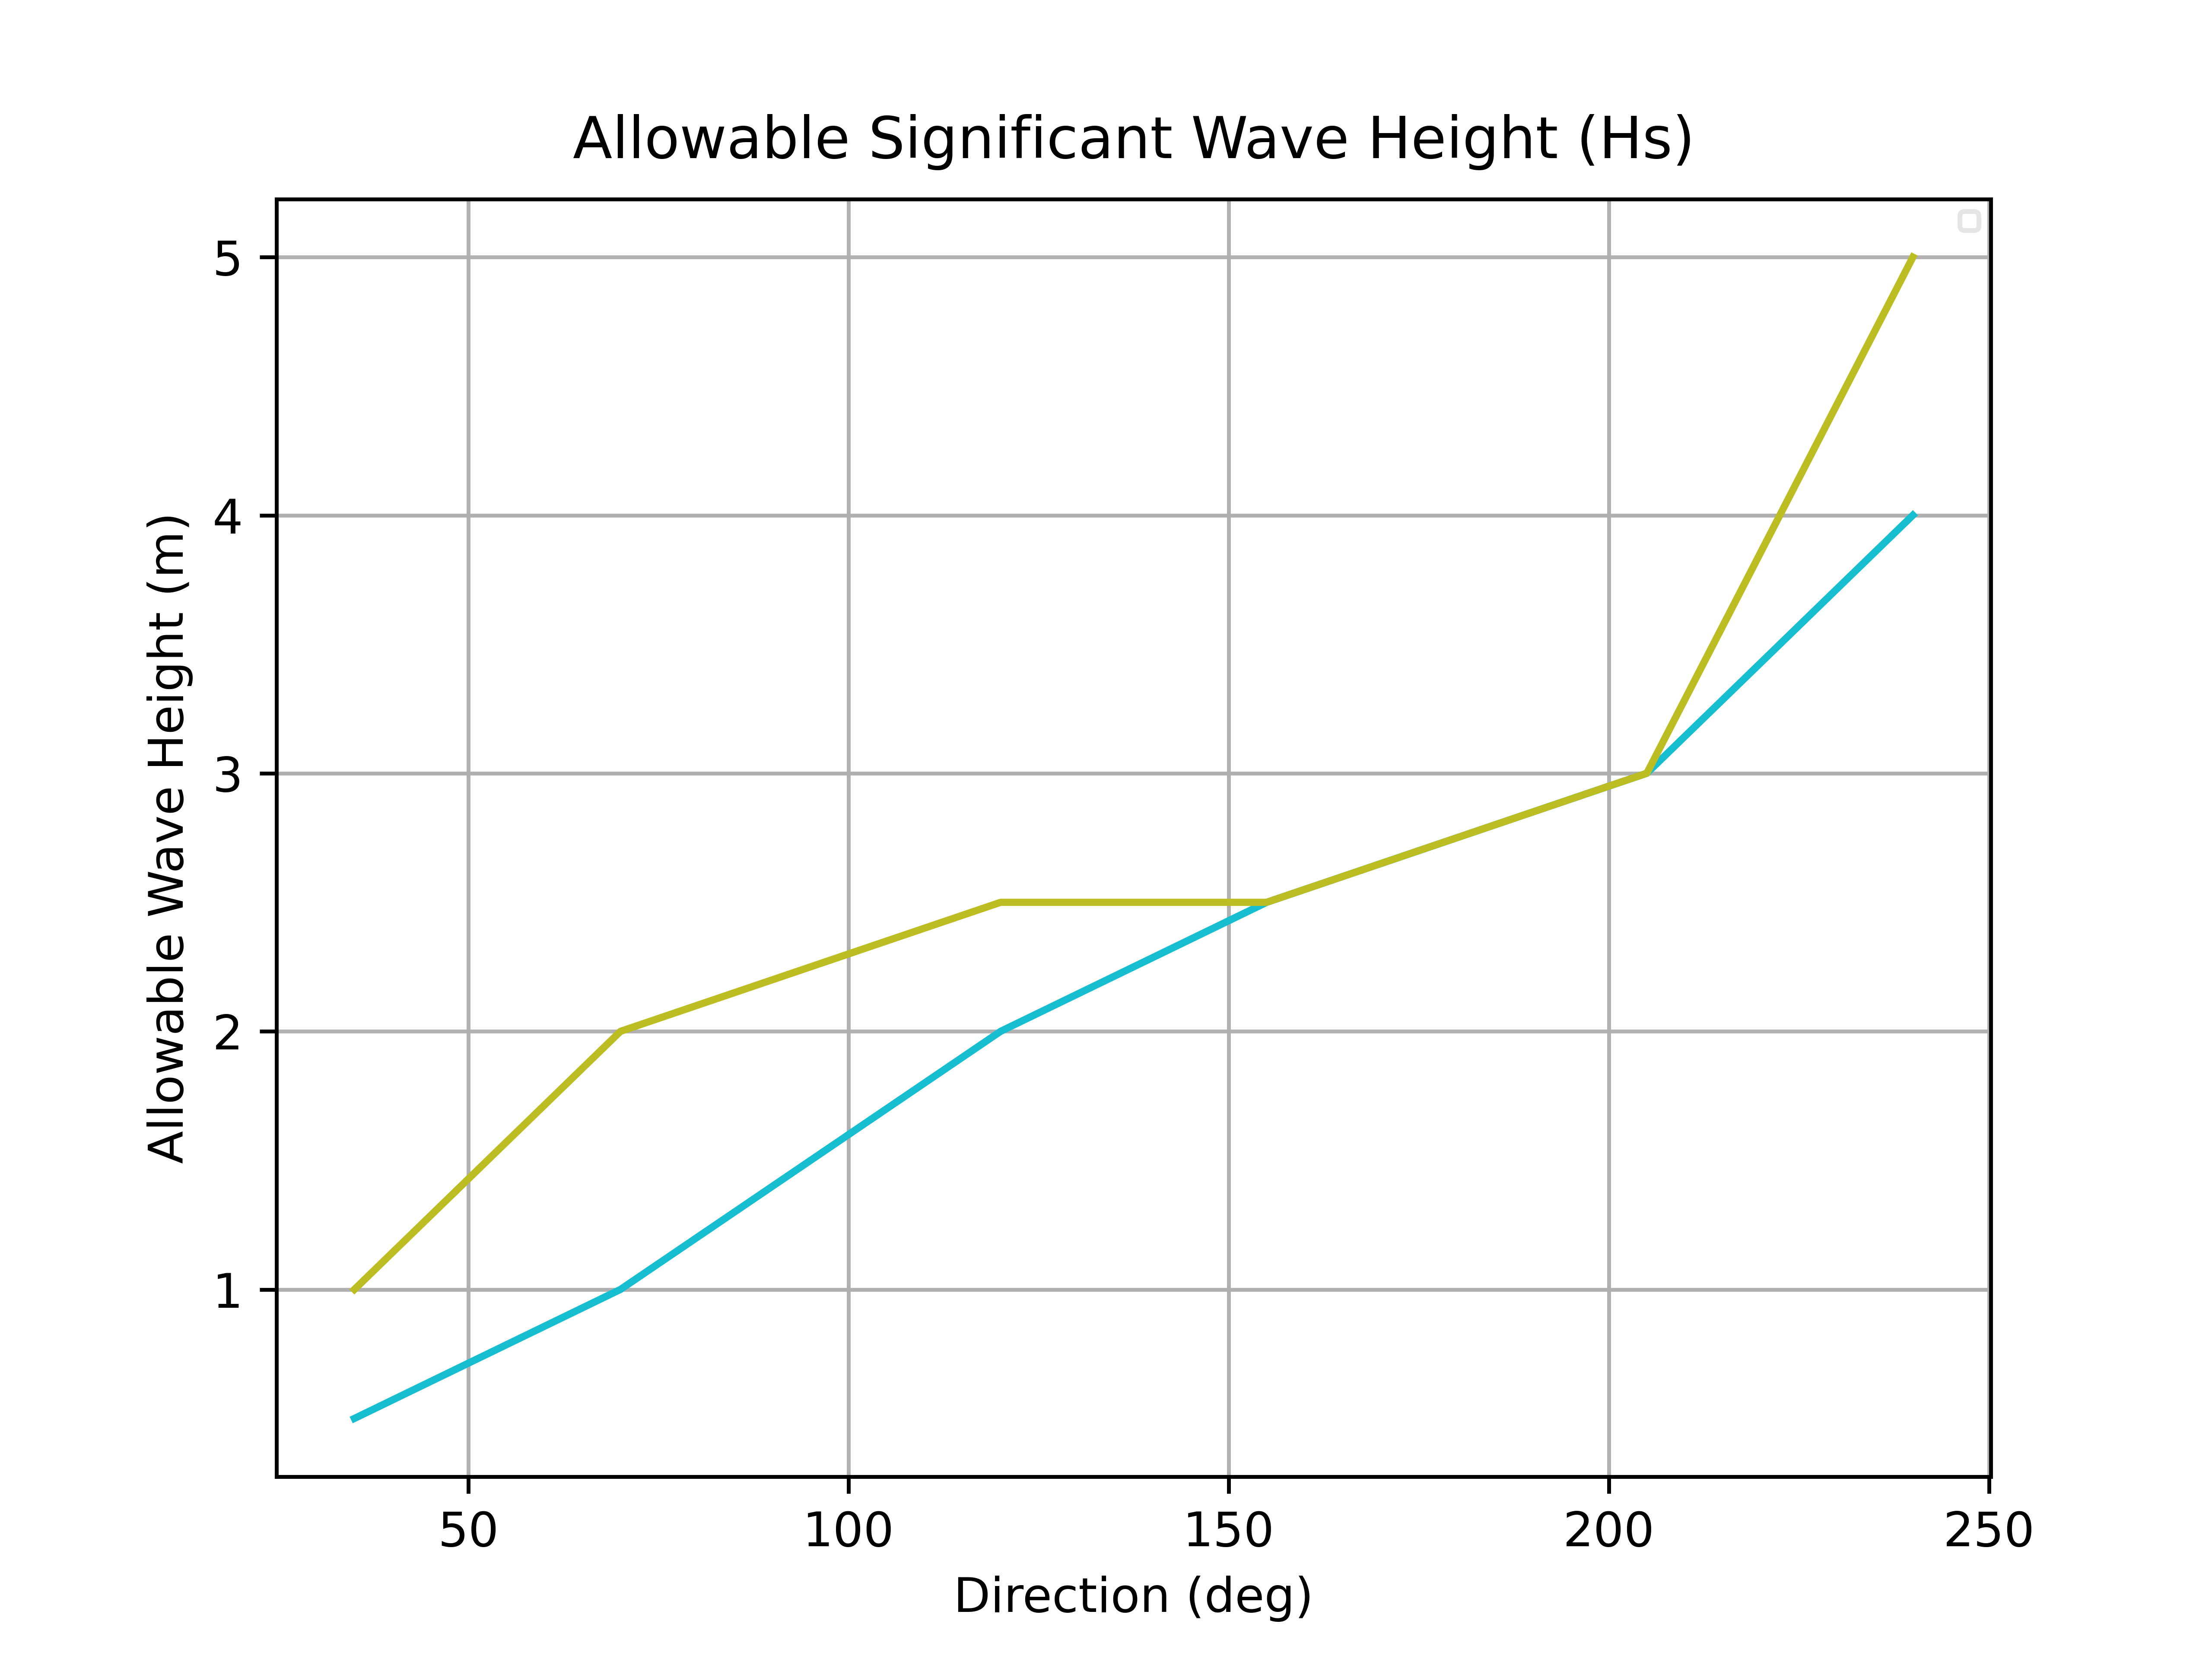 Allowable Significant Wave Height (Hs)
Allowable Wave Height (m)
5
4
3
2
1
50 100 150 200 250
Direction (deg)